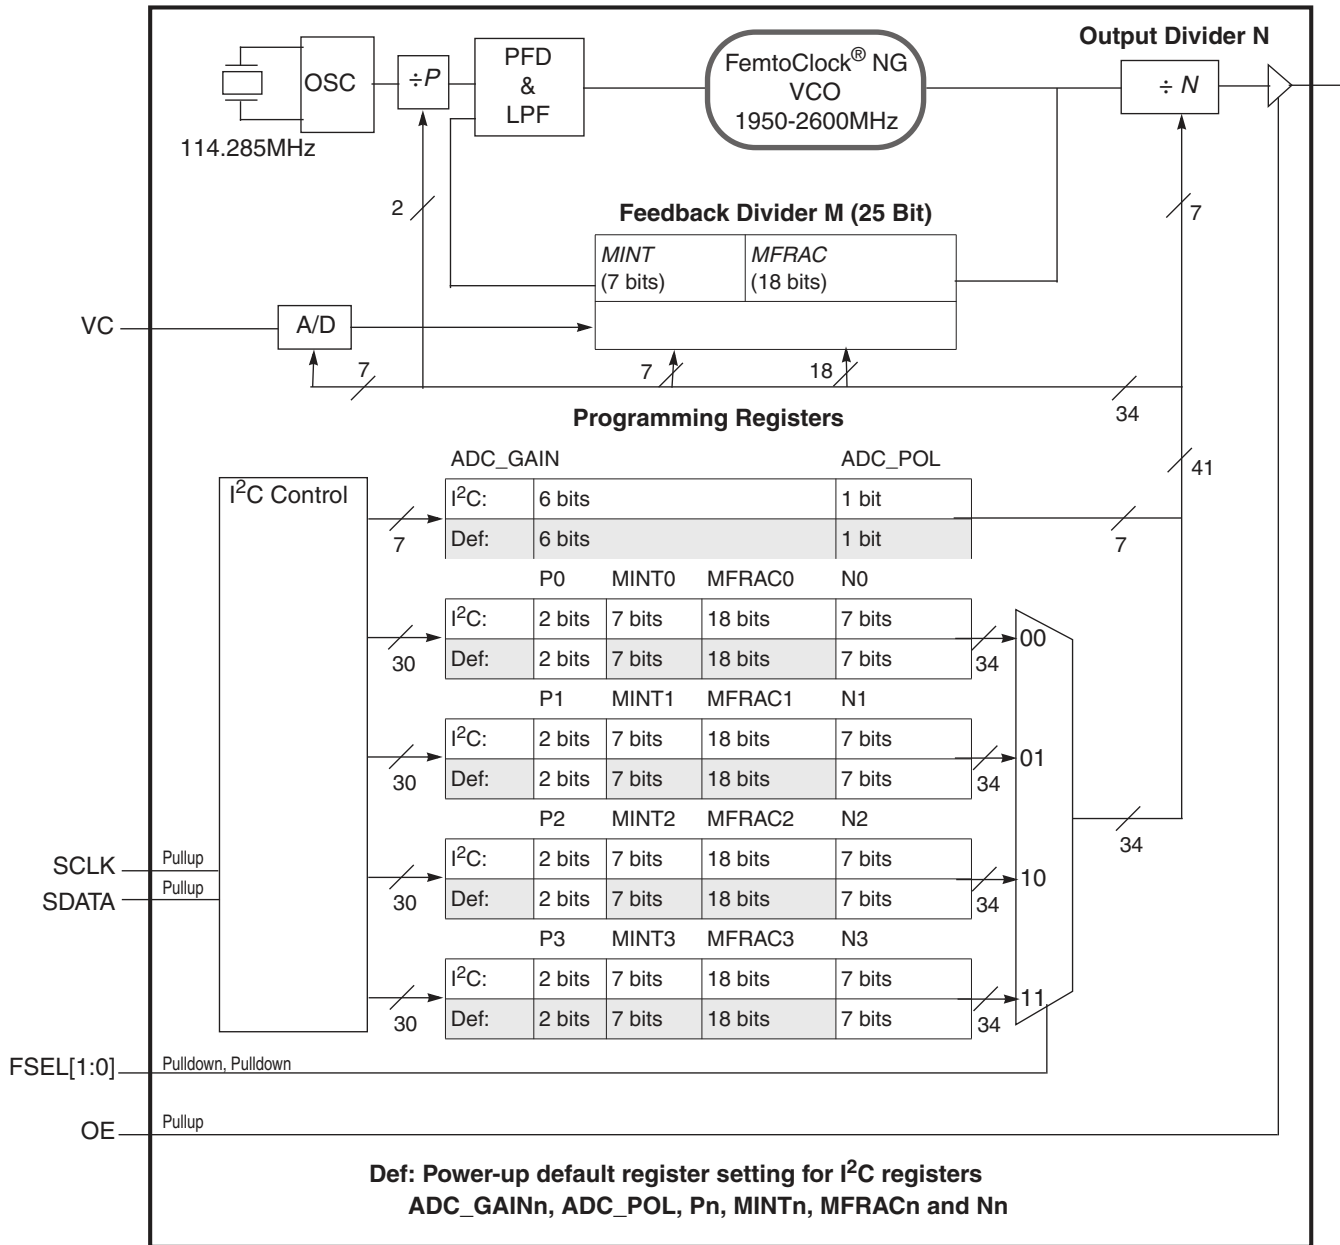 Output Divider N
OSC
÷P
PFD
&
LPF
FemtoClock® NG
VCO
1950-2600MHz
÷ N
114.285MHz
2
7
Feedback Divider M (25 Bit)
MINT
(7 bits)
MFRAC
(18 bits)
VC
A/D
7
7
18
34
Programming Registers
41
ADC_GAIN ADC_POL
I²C Control
7
I²C: 6 bits 1 bit
Def: 6 bits 1 bit
7
P0 MINT0 MFRAC0 N0
30
I²C: 2 bits 7 bits 18 bits 7 bits
Def: 2 bits 7 bits 18 bits 7 bits
34
00
P1 MINT1 MFRAC1 N1
30
I²C: 2 bits 7 bits 18 bits 7 bits
Def: 2 bits 7 bits 18 bits 7 bits
34
01
P2 MINT2 MFRAC2 N2
34
SCLK Pullup
SDATA Pullup
30
I²C: 2 bits 7 bits 18 bits 7 bits
Def: 2 bits 7 bits 18 bits 7 bits
34
10
P3 MINT3 MFRAC3 N3
30
I²C: 2 bits 7 bits 18 bits 7 bits
Def: 2 bits 7 bits 18 bits 7 bits
34
11
FSEL[1:0] Pulldown, Pulldown
OE Pullup
Def: Power-up default register setting for I²C registers
ADC_GAINn, ADC_POL, Pn, MINTn, MFRACn and Nn